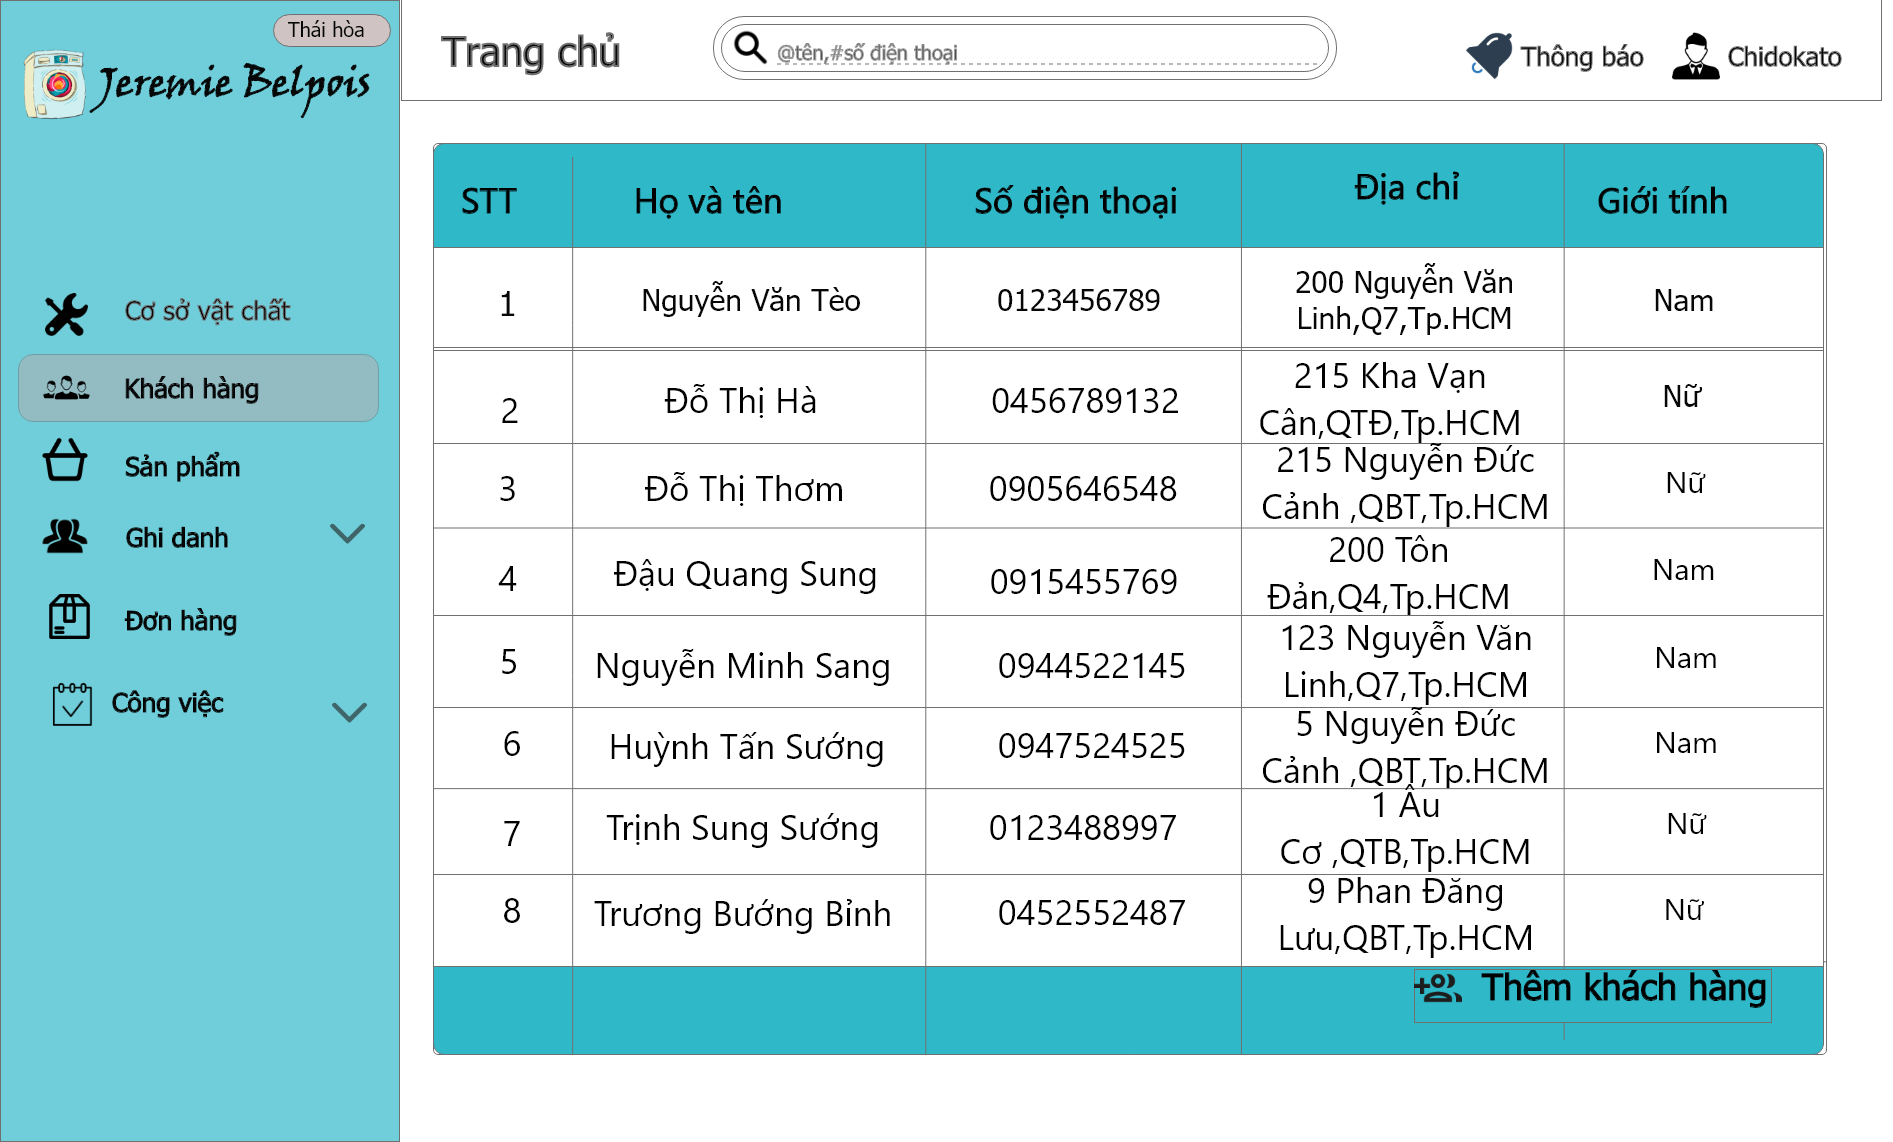 Thái hòa
Jeremie Belpois
Trang chủ
@tên,#số điện thoại
Thông báo
Chidokato
Cơ sở vật chất
Khách hàng
Sản phẩm
Ghi danh
Đơn hàng
Công việc
STT Họ và tên Số điện thoại Địa chỉ Giới tính
1 Nguyễn Văn Tèo 0123456789 200 Nguyễn Văn
Linh,Q7,Tp.HCM
Nam
2 Đỗ Thị Hà 0456789132 215 Kha Vạn
Cân,QTĐ,Tp.HCM
Nữ
3 Đỗ Thị Thơm 0905646548 215 Nguyễn Đức
Cảnh ,QBT,Tp.HCM
Nữ
4 Đậu Quang Sung 0915455769 200 Tôn
Đản,Q4,Tp.HCM
Nam
5 Nguyễn Minh Sang 0944522145 123 Nguyễn Văn
Linh,Q7,Tp.HCM
Nam
6 Huỳnh Tấn Sướng 0947524525 5 Nguyễn Đức
Cảnh ,QBT,Tp.HCM
Nam
7 Trịnh Sung Sướng 0123488997 1 Âu
Cơ ,QTB,Tp.HCM
Nữ
8 Trương Bướng Bỉnh 0452552487 9 Phan Đăng
Lưu,QBT,Tp.HCM
Nữ
Thêm khách hàng